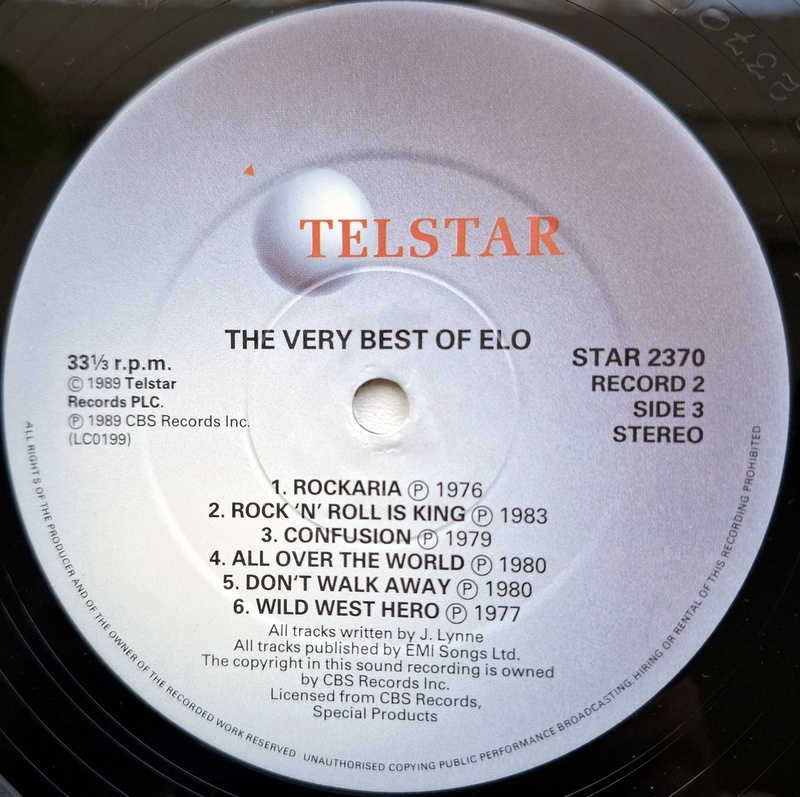 TELSTAR
THE VERY BEST OF ELO
33⅓ r.p.m.
Ⓒ 1989 Telstar
Records PLC.
Ⓟ 1989 CBS Records Inc.
(LC0199)
STAR 2370
RECORD 2
SIDE 3
STEREO
1. ROCKARIA Ⓟ 1976
2. ROCK ‘N’ ROLL IS KING Ⓟ 1983
3. CONFUSION Ⓟ 1979
4. ALL OVER THE WORLD Ⓟ 1980
5. DON’T WALK AWAY Ⓟ 1980
6. WILD WEST HERO Ⓟ 1977
All tracks written by J. Lynne
All tracks published by EMI Songs Ltd.
The copyright in this sound recording is owned
by CBS Records Inc.
Licensed from CBS Records,
Special Products
ALL RIGHTS OF THE PRODUCER AND OF THE OWNER OF THE RECORDED WORK RESERVED UNAUTHORISED COPYING PUBLIC PERFORMANCE BROADCASTING, HIRING OR RENTAL OF THIS RECORDING PROHIBITED